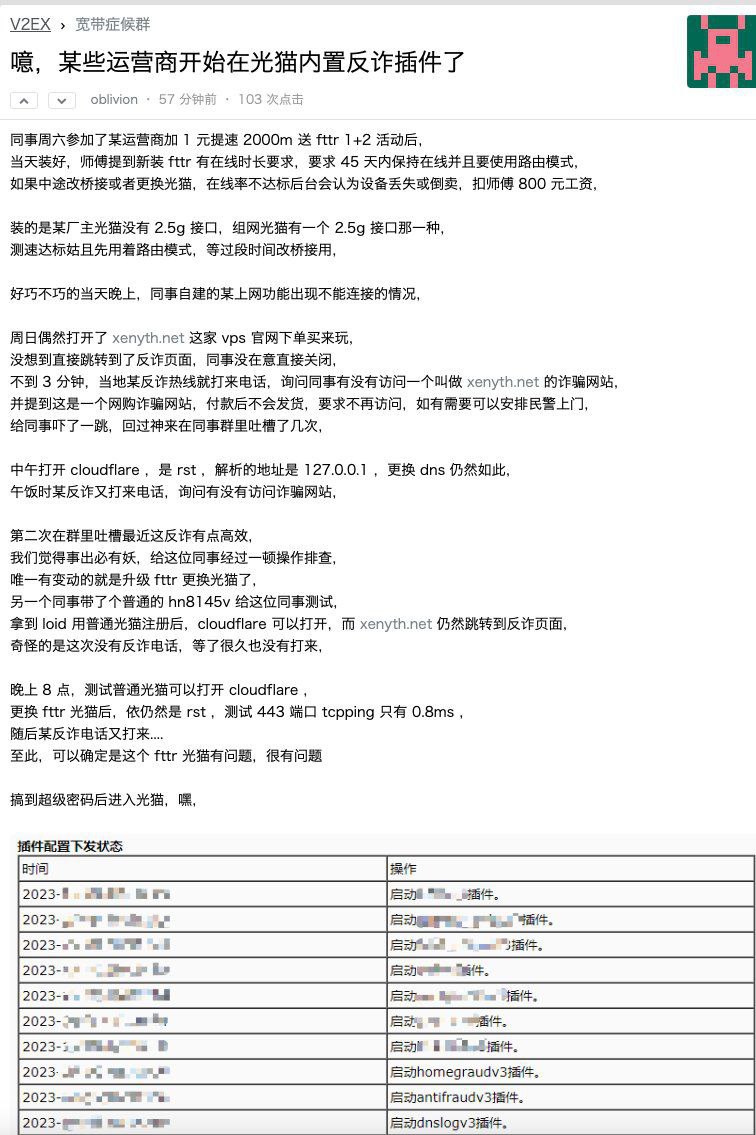 V2EX › 宽带症候群
噫，某些运营商开始在光猫内置反诈插件了
oblivion · 57 分钟前 · 103 次点击
同事周六参加了某运营商加 1 元提速 2000m 送 fttr 1+2 活动后，
当天装好，师傅提到新装 fttr 有在线时长要求，要求 45 天内保持在线并且要使用路由模式，
如果中途改桥接或者更换光猫，在线率不达标后台会认为设备丢失或倒卖，扣师傅 800 元工资，
装的是某厂主光猫没有 2.5g 接口，组网光猫有一个 2.5g 接口那一种，
测速达标姑且先用着路由模式，等过段时间改桥接用，
好巧不巧的当天晚上，同事自建的某上网功能出现不能连接的情况，
周日偶然打开了 xenyth.net 这家 vps 官网下单买来玩，
没想到直接跳转到了反诈页面，同事没在意直接关闭，
不到 3 分钟，当地某反诈热线就打来电话，询问同事有没有访问一个叫做 xenyth.net 的诈骗网站，
并提到这是一个网购诈骗网站，付款后不会发货，要求不再访问，如有需要可以安排民警上门，
给同事吓了一跳，回过神来在同事群里吐槽了几次，
中午打开 cloudflare ，是 rst ，解析的地址是 127.0.0.1 ，更换 dns 仍然如此，
午饭时某反诈又打来电话，询问有没有访问诈骗网站，
第二次在群里吐槽最近这反诈有点高效，
我们觉得事出必有妖，给这位同事经过一顿操作排查，
唯一有变动的就是升级 fttr 更换光猫了，
另一个同事带了个普通的 hn8145v 给这位同事测试，
拿到 loid 用普通光猫注册后，cloudflare 可以打开，而 xenyth.net 仍然跳转到反诈页面，
奇怪的是这次没有反诈电话，等了很久也没有打来，
晚上 8 点，测试普通光猫可以打开 cloudflare ，
更换 fttr 光猫后，依仍然是 rst ，测试 443 端口 tcpping 只有 0.8ms ，
随后某反诈电话又打来....
至此，可以确定是这个 fttr 光猫有问题，很有问题
搞到超级密码后进入光猫，嘿，
插件配置下发状态
时间 操作
2023- 启动 插件。
2023- 启动 插件。
2023- 启动 插件。
2023- 启动 插件。
2023- 启动 插件。
2023- 启动 插件。
2023- 启动 插件。
2023- 启动homegraudv3插件。
2023- 启动antifraudv3插件。
2023- 启动dnslogv3插件。